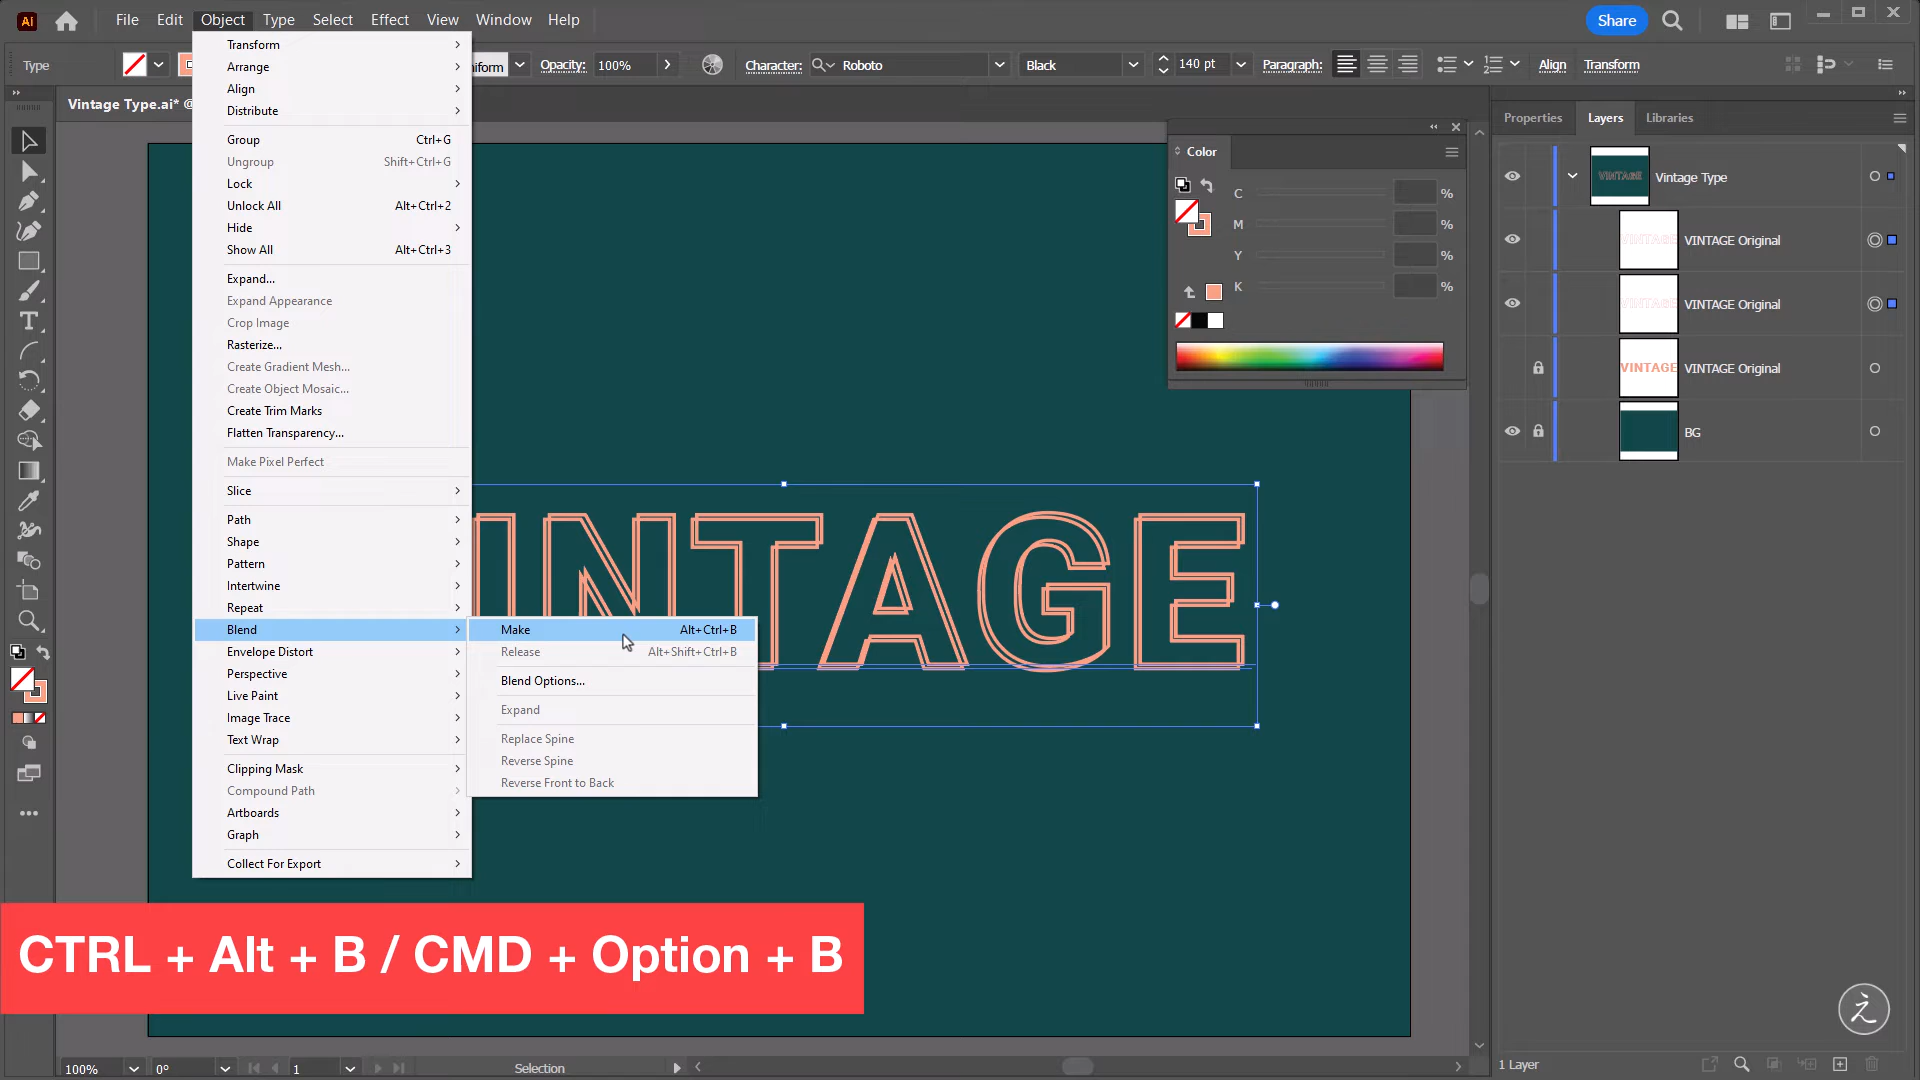 Ai File Edit Object Type Select Effect View Window Help Share
Type niform Opacity: 100% Character: Roboto Black 140 pt Paragraph: Align Transform
Vintage Type.ai* @
Transform
Arrange
Align
Distribute
Group Ctrl+G
Ungroup Shift+Ctrl+G
Lock
Unlock All Alt+Ctrl+2
Hide
Show All Alt+Ctrl+3
Expand...
Expand Appearance
Crop Image
Rasterize...
Create Gradient Mesh...
Create Object Mosaic...
Create Trim Marks
Flatten Transparency...
Make Pixel Perfect
Slice
Path
Shape
Pattern
Intertwine
Repeat
Blend
Envelope Distort
Perspective
Live Paint
Image Trace
Text Wrap
Clipping Mask
Compound Path
Artboards
Graph
Collect For Export
Make Alt+Ctrl+B
Release Alt+Shift+Ctrl+B
Blend Options...
Expand
Replace Spine
Reverse Spine
Reverse Front to Back
INTAGE
Color
C %
M %
Y %
K %
Properties Layers Libraries
VINTAGE Vintage Type
VINTAGE VINTAGE Original
VINTAGE VINTAGE Original
VINTAGE VINTAGE Original
BG
CTRL + Alt + B / CMD + Option + B
100% 0° 1 Selection
1 Layer